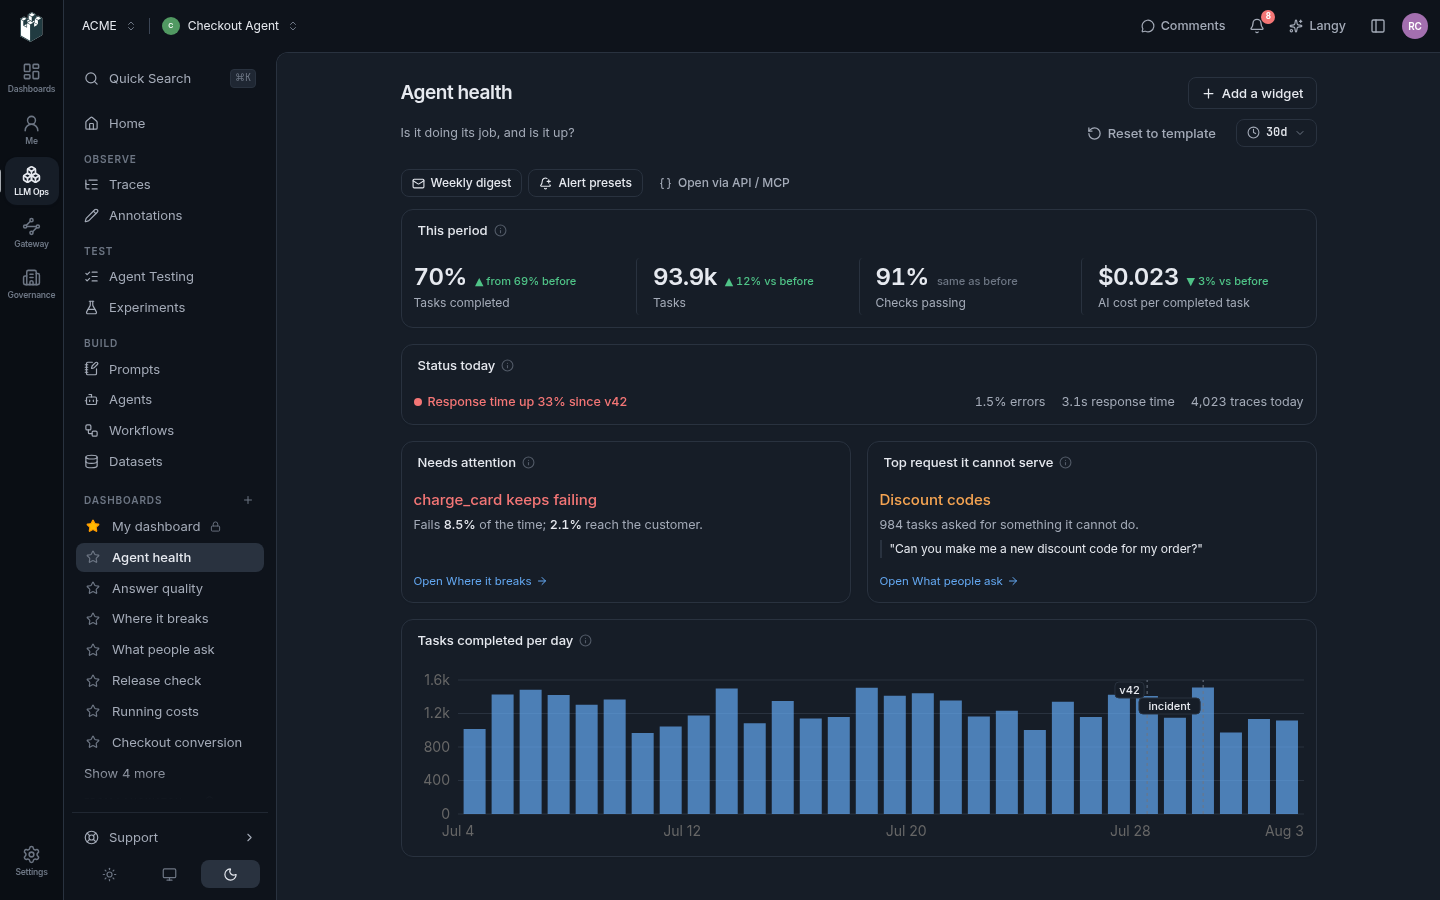 ACME
C
Checkout Agent
Comments
8
Langy
RC
Dashboards
Me
LLM Ops
Gateway
Governance
Settings
Quick Search
⌘K
Home
OBSERVE
Traces
Annotations
TEST
Agent Testing
Experiments
BUILD
Prompts
Agents
Workflows
Datasets
DASHBOARDS
My dashboard
Agent health
Answer quality
Where it breaks
What people ask
Release check
Running costs
Checkout conversion
Show 4 more
Support
Agent health
Add a widget
Is it doing its job, and is it up?
Reset to template
30d
Weekly digest
Alert presets
{ } Open via API / MCP
This period
70% ▲ from 69% before
Tasks completed
93.9k ▲ 12% vs before
Tasks
91% same as before
Checks passing
$0.023 ▼ 3% vs before
AI cost per completed task
Status today
Response time up 33% since v42
1.5% errors
3.1s response time
4,023 traces today
Needs attention
charge_card keeps failing
Fails 8.5% of the time; 2.1% reach the customer.
Open Where it breaks →
Top request it cannot serve
Discount codes
984 tasks asked for something it cannot do.
"Can you make me a new discount code for my order?"
Open What people ask →
Tasks completed per day
1.6k
1.2k
800
400
0
v42
incident
Jul 4
Jul 12
Jul 20
Jul 28
Aug 3